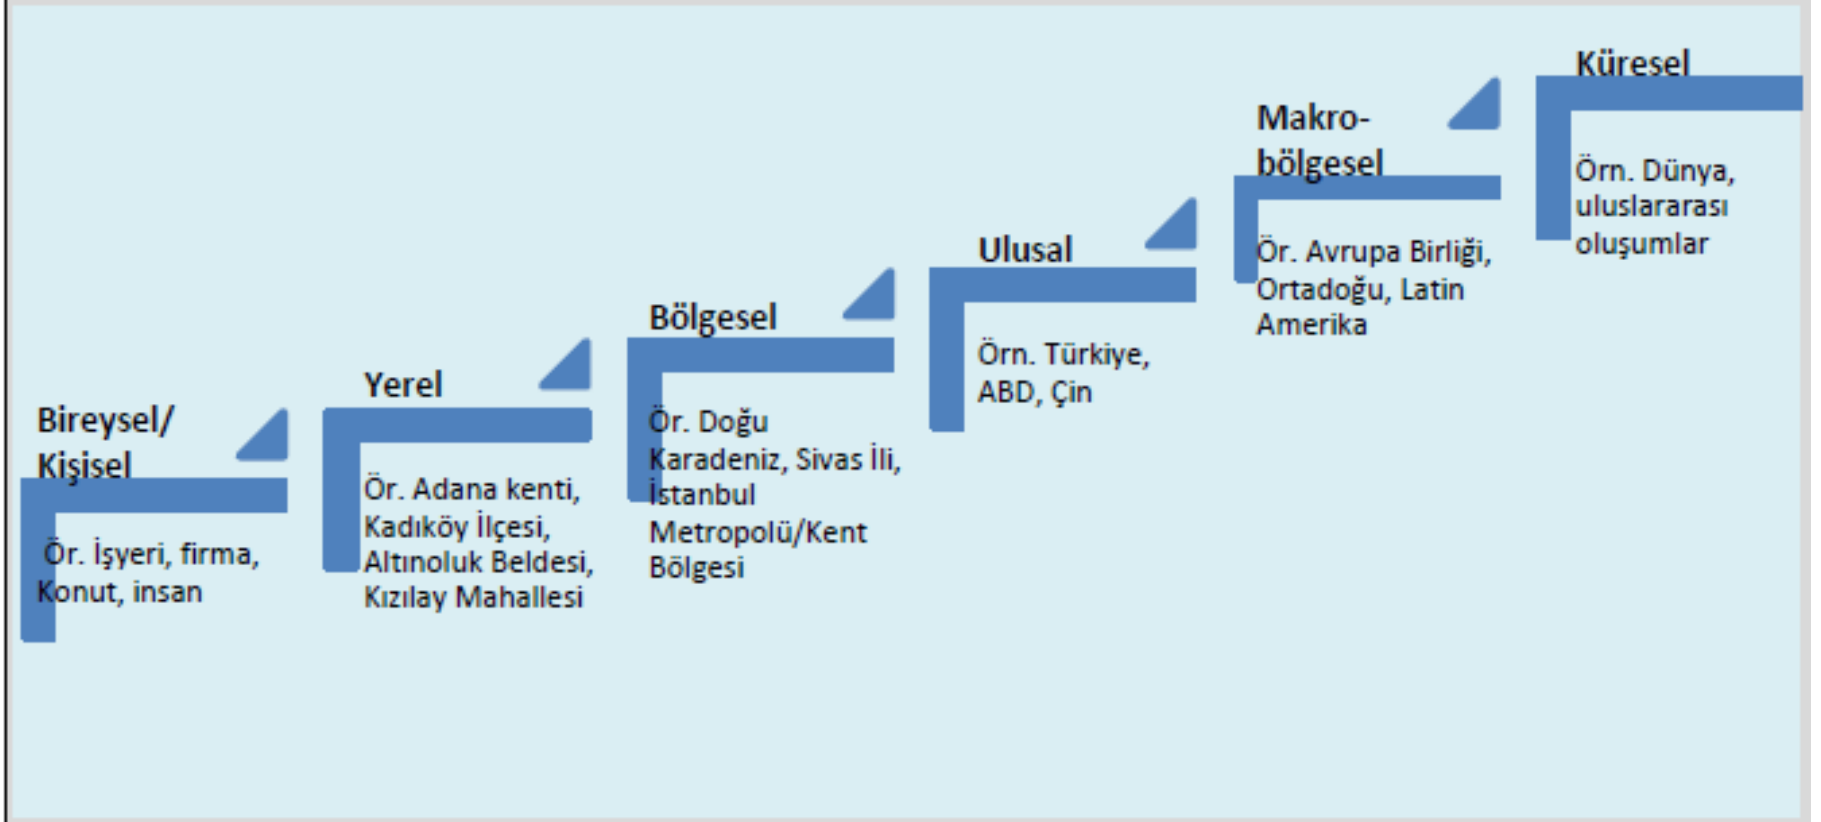 Bireysel/
Kişisel
Ör. İşyeri, firma,
Konut, insan
Yerel
Ör. Adana kenti,
Kadıköy İlçesi,
Altınoluk Beldesi,
Kızılay Mahallesi
Bölgesel
Ör. Doğu
Karadeniz, Sivas İli,
İstanbul
Metropolü/Kent
Bölgesi
Ulusal
Örn. Türkiye,
ABD, Çin
Makro-
bölgesel
Ör. Avrupa Birliği,
Ortadoğu, Latin
Amerika
Küresel
Örn. Dünya,
uluslararası
oluşumlar